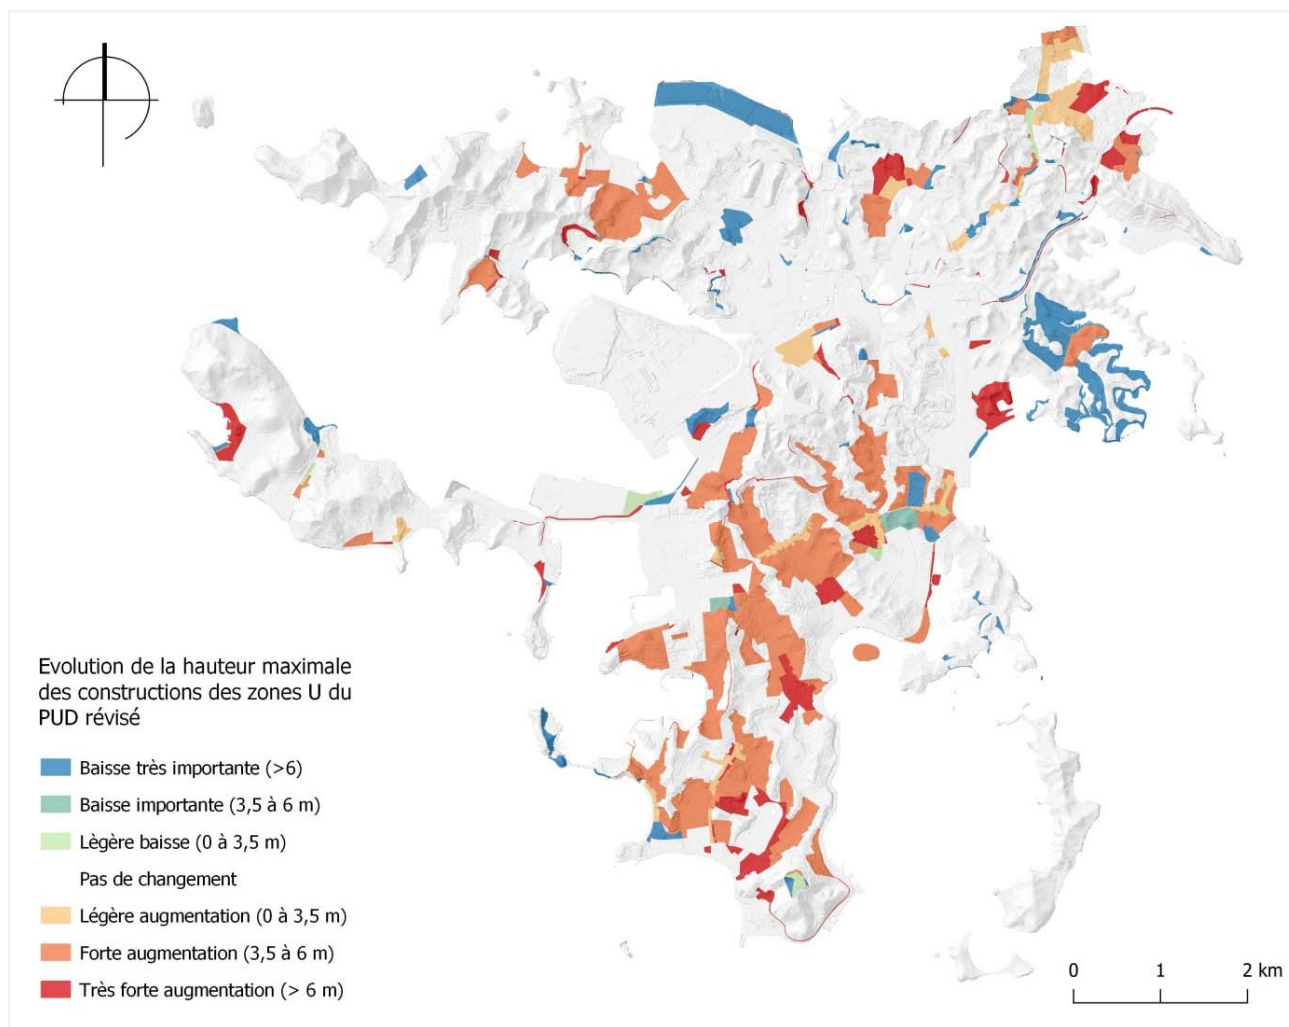 Evolution de la hauteur maximale
des constructions des zones U du
PUD révisé
Baisse très importante (>6)
Baisse importante (3,5 à 6 m)
Lègère baisse (0 à 3,5 m)
Pas de changement
Légère augmentation (0 à 3,5 m)
Forte augmentation (3,5 à 6 m)
Très forte augmentation (> 6 m)
0 1 2 km